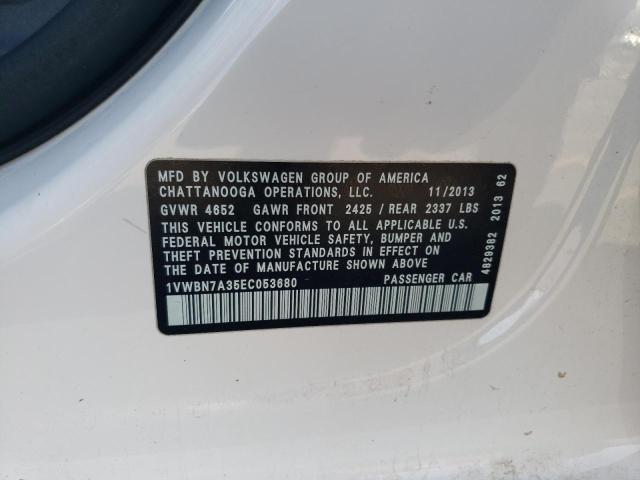 MFD BY VOLKSWAGEN GROUP OF AMERICA
CHATTANOOGA OPERATIONS, LLC. 11/2013
GVWR 4652 GAWR FRONT 2425 / REAR 2337 LBS
THIS VEHICLE CONFORMS TO ALL APPLICABLE U.S.
FEDERAL MOTOR VEHICLE SAFETY, BUMPER AND
THEFT PREVENTION STANDARDS IN EFFECT ON THE
DATE OF MANUFACTURE SHOWN ABOVE
1VWBN7A35EC053680 PASSENGER CAR
4829382 2013 62